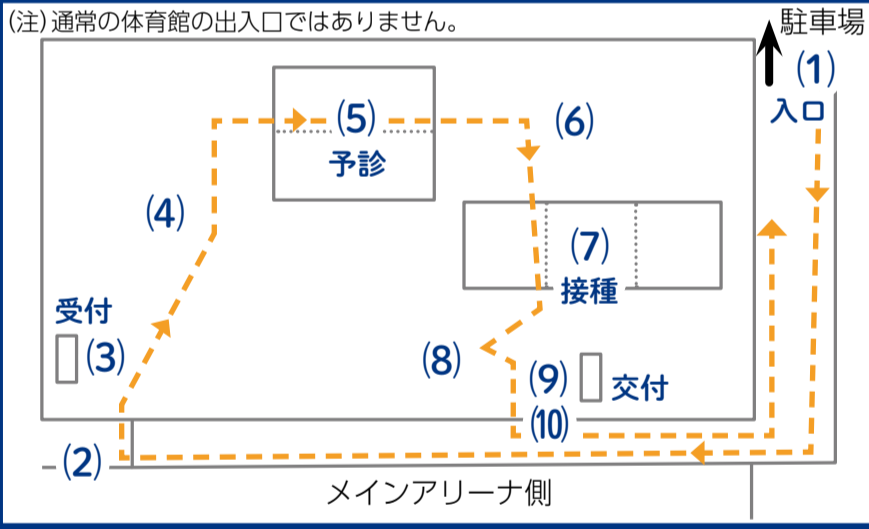 (注)通常の体育館の出入口ではありません。
駐車場
(1)
入口
(5)
予診
(6)
(4)
(7)
接種
受付
(3)
(8)
(9)
交付
(10)
(2)
メインアリーナ側